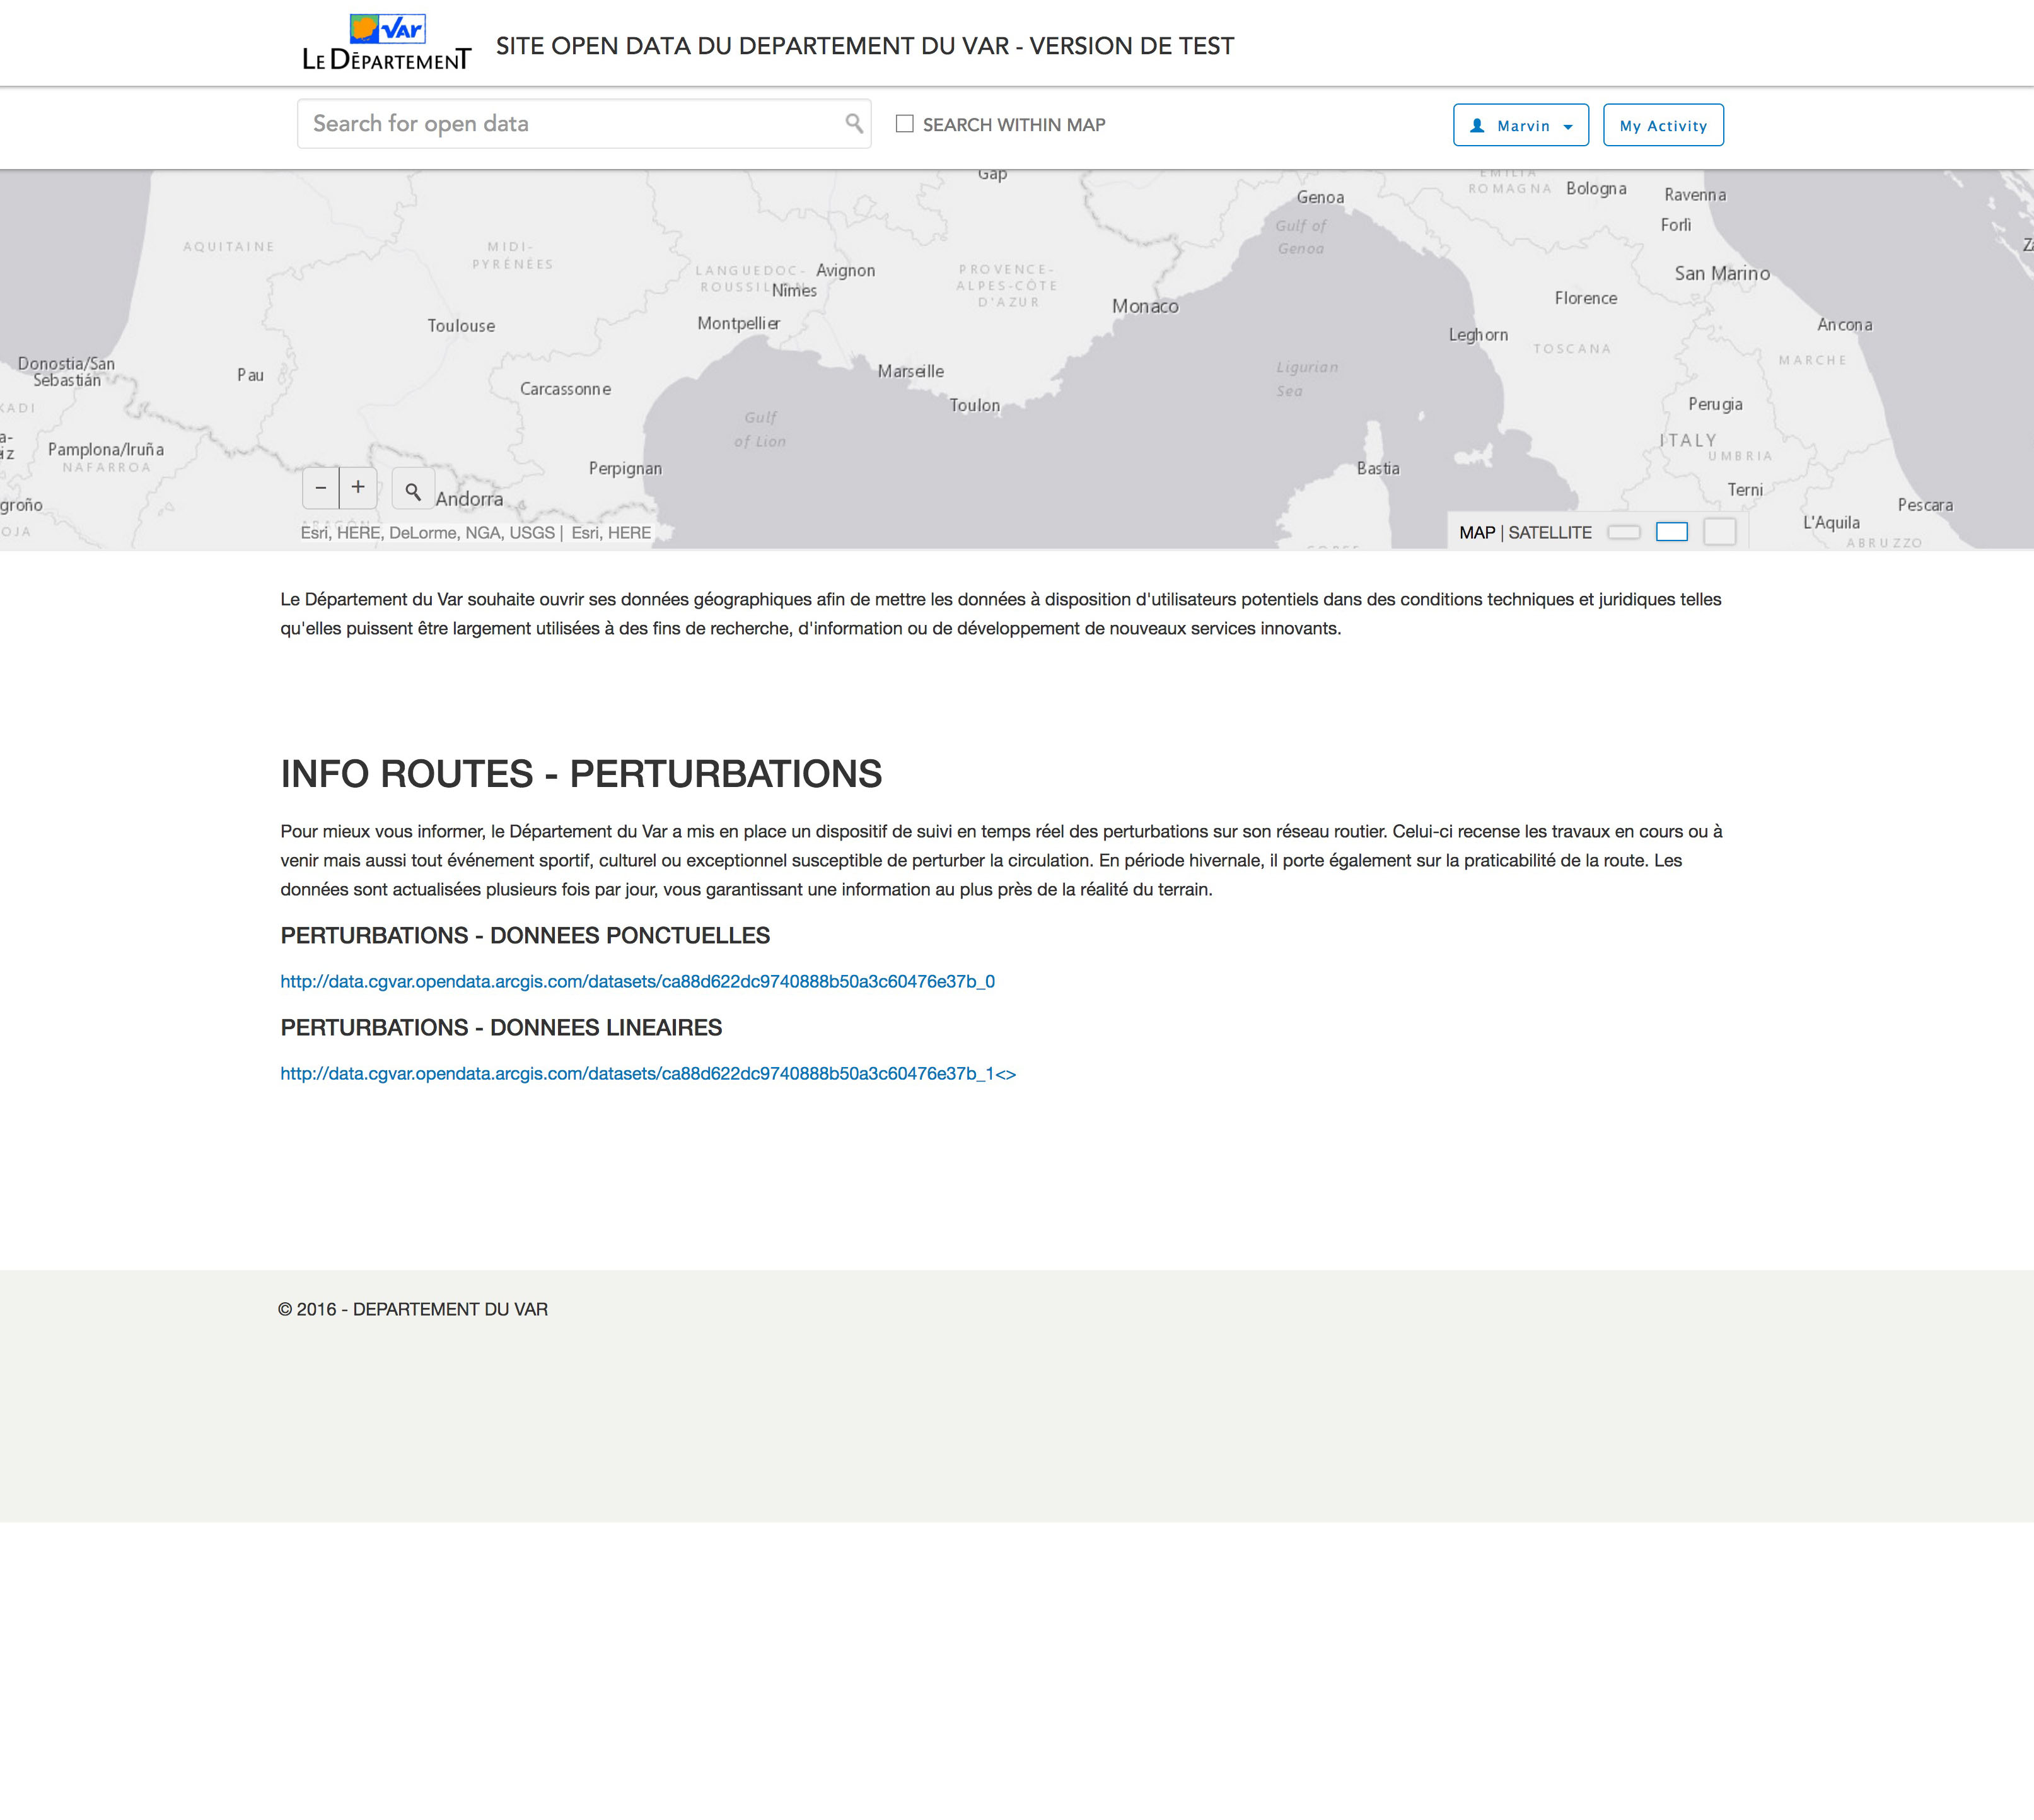 Var
LE DÉPARTEMENT
SITE OPEN DATA DU DEPARTEMENT DU VAR - VERSION DE TEST
Search for open data
SEARCH WITHIN MAP
Marvin
My Activity
Gap
Genoa
EMILIA
ROMAGNA
Bologna
Ravenna
Forlì
Gulf of
Genoa
AQUITAINE
MIDI-
PYRÉNÉES
LANGUEDOC-
Avignon
Nîmes
PROVENCE-
ALPES-CÔTE
D'AZUR
San Marino
Florence
Monaco
Toulouse
Montpellier
Ancona
Leghorn
TOSCANA
MARCHE
Donostia/San
Sebastián
Pau
Marseille
Ligurian
Sea
Carcassonne
Toulon
Perugia
Gulf
of Lion
ITALY
UMBRIA
Pamplona/Iruña
NAFARROA
Perpignan
Bastia
Terni
Andorra
groño
OJA
Pescara
L'Aquila
ABRUZZO
- +
Esri, HERE, DeLorme, NGA, USGS | Esri, HERE
MAP | SATELLITE
Le Département du Var souhaite ouvrir ses données géographiques afin de mettre les données à disposition d'utilisateurs potentiels dans des conditions techniques et juridiques telles
qu'elles puissent être largement utilisées à des fins de recherche, d'information ou de développement de nouveaux services innovants.
INFO ROUTES - PERTURBATIONS
Pour mieux vous informer, le Département du Var a mis en place un dispositif de suivi en temps réel des perturbations sur son réseau routier. Celui-ci recense les travaux en cours ou à
venir mais aussi tout événement sportif, culturel ou exceptionnel susceptible de perturber la circulation. En période hivernale, il porte également sur la praticabilité de la route. Les
données sont actualisées plusieurs fois par jour, vous garantissant une information au plus près de la réalité du terrain.
PERTURBATIONS - DONNEES PONCTUELLES
http://data.cgvar.opendata.arcgis.com/datasets/ca88d622dc9740888b50a3c60476e37b_0
PERTURBATIONS - DONNEES LINEAIRES
http://data.cgvar.opendata.arcgis.com/datasets/ca88d622dc9740888b50a3c60476e37b_1<>
© 2016 - DEPARTEMENT DU VAR